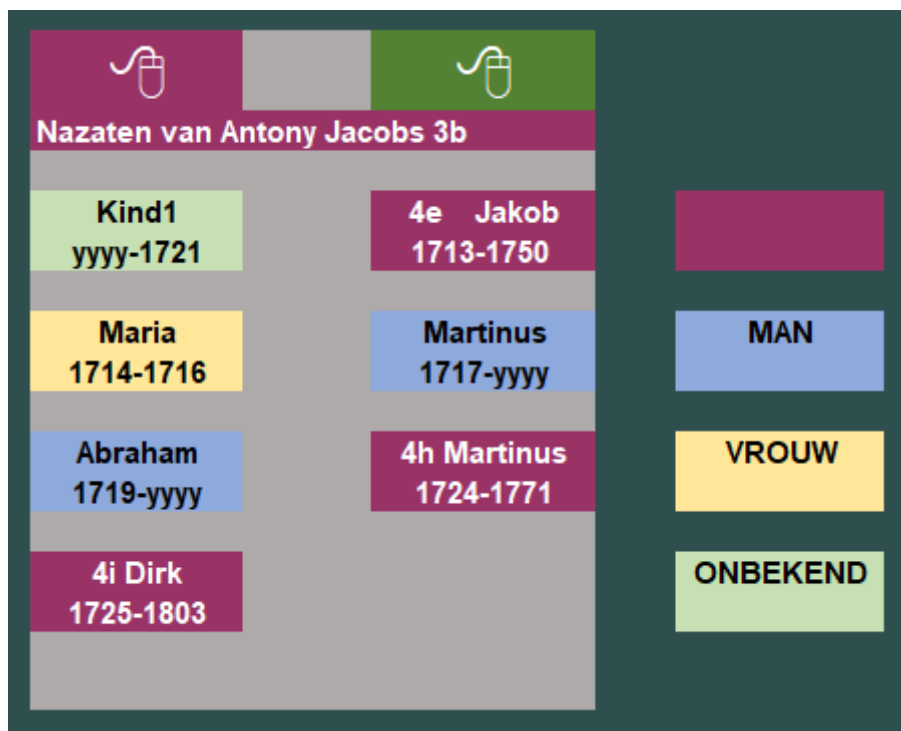 Nazaten van Antony Jacobs 3b
Kind1
yyyy-1721
4e Jakob
1713-1750
Maria
1714-1716
Martinus
1717-yyyy
MAN
Abraham
1719-yyyy
4h Martinus
1724-1771
VROUW
4i Dirk
1725-1803
ONBEKEND